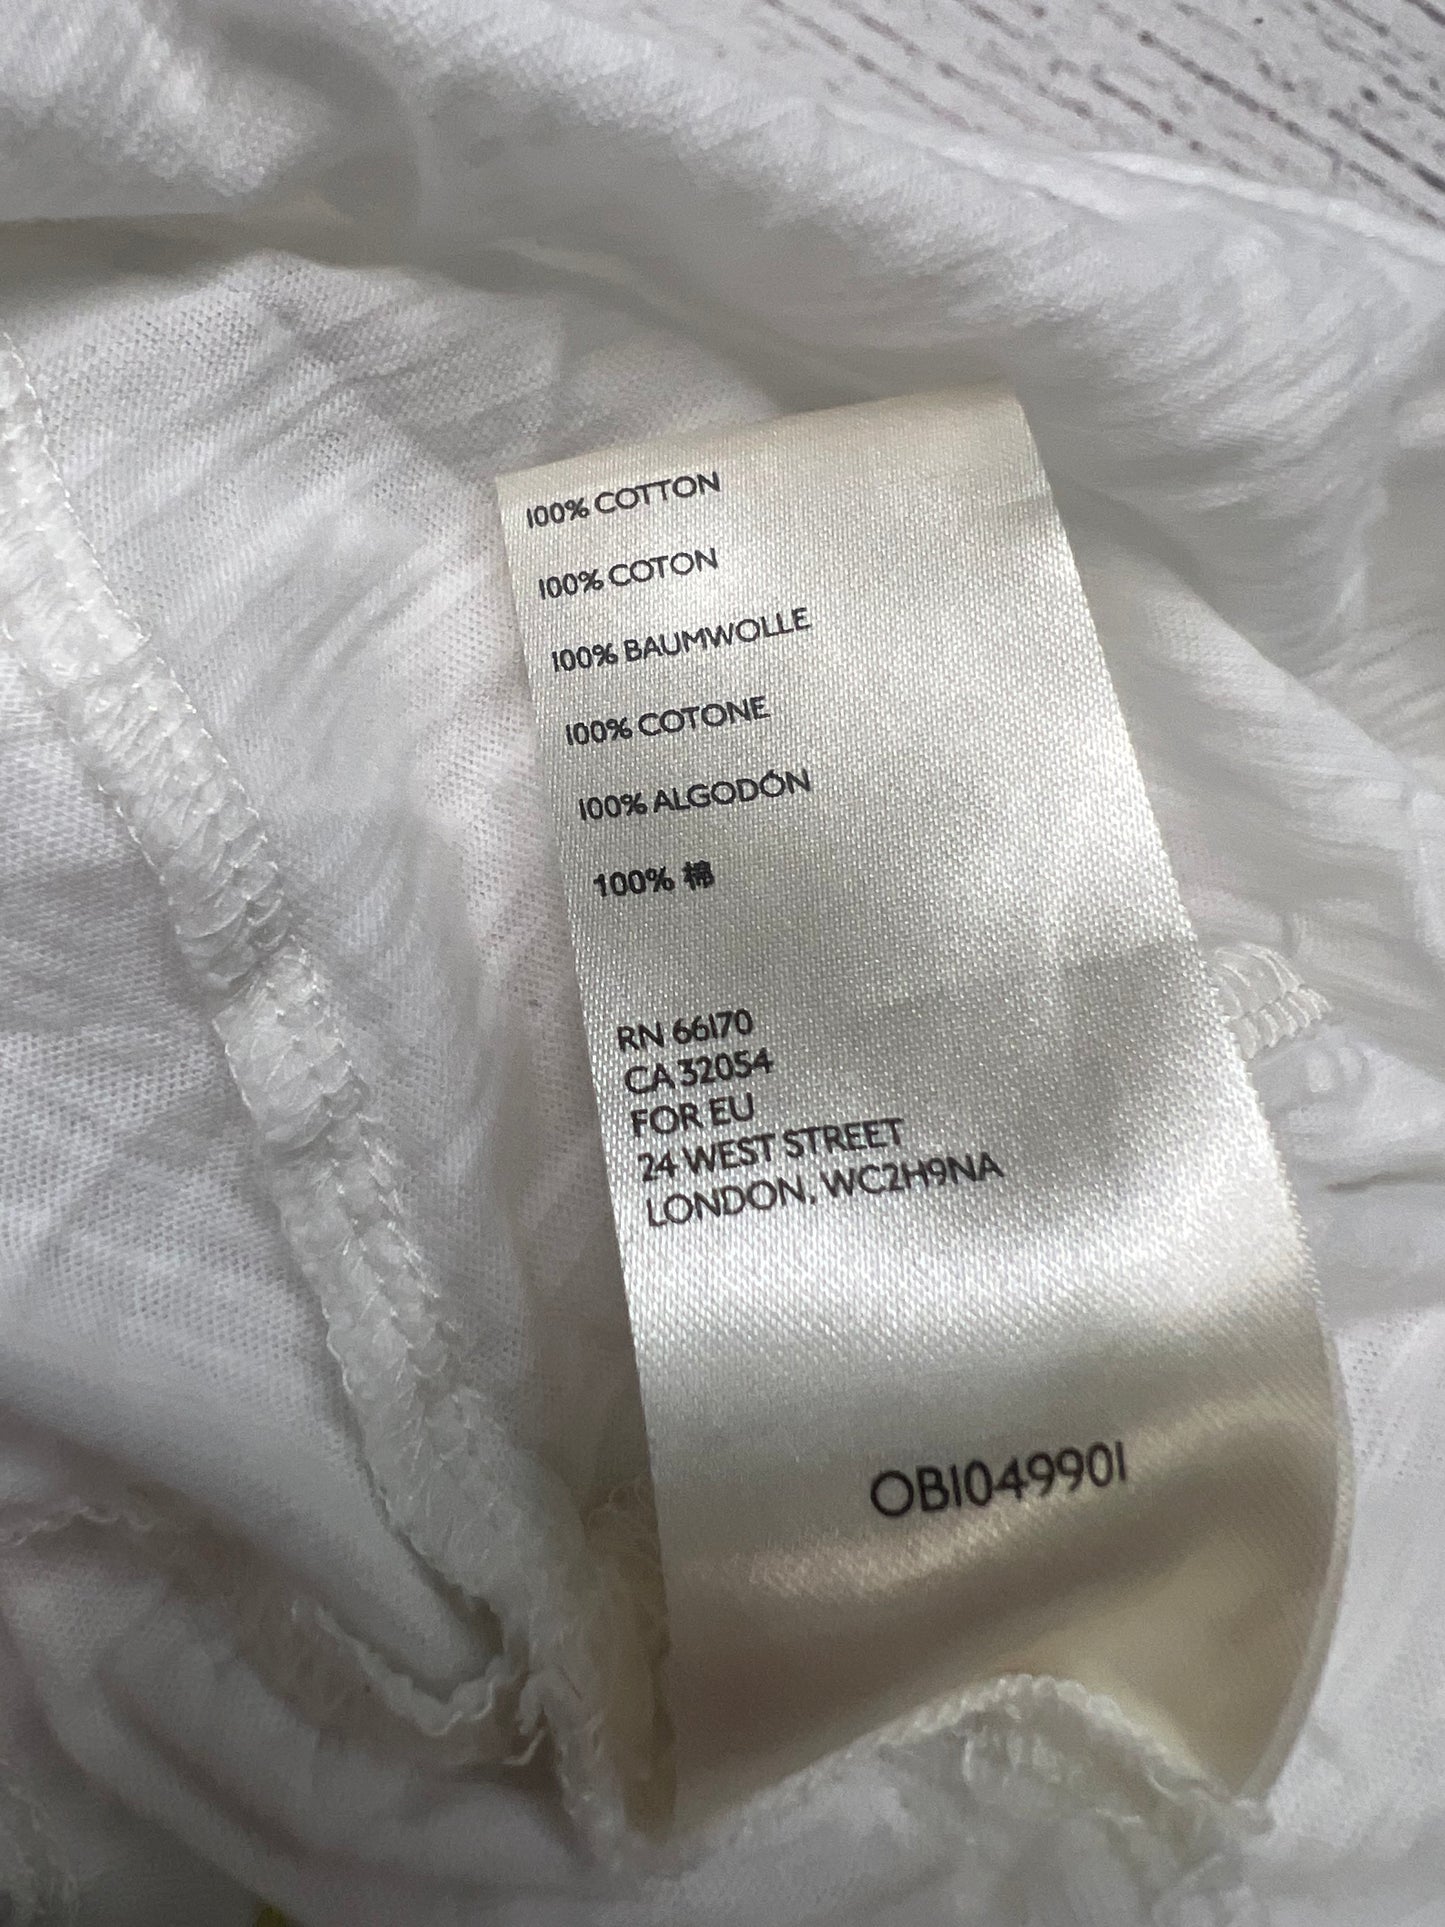 100% COTTON
100% COTON
100% BAUMWOLLE
100% COTONE
100% ALGODÓN
100% 棉
RN 66170
CA 32054
FOR EU
24 WEST STREET
LONDON, WC2H9NA
OB1049901